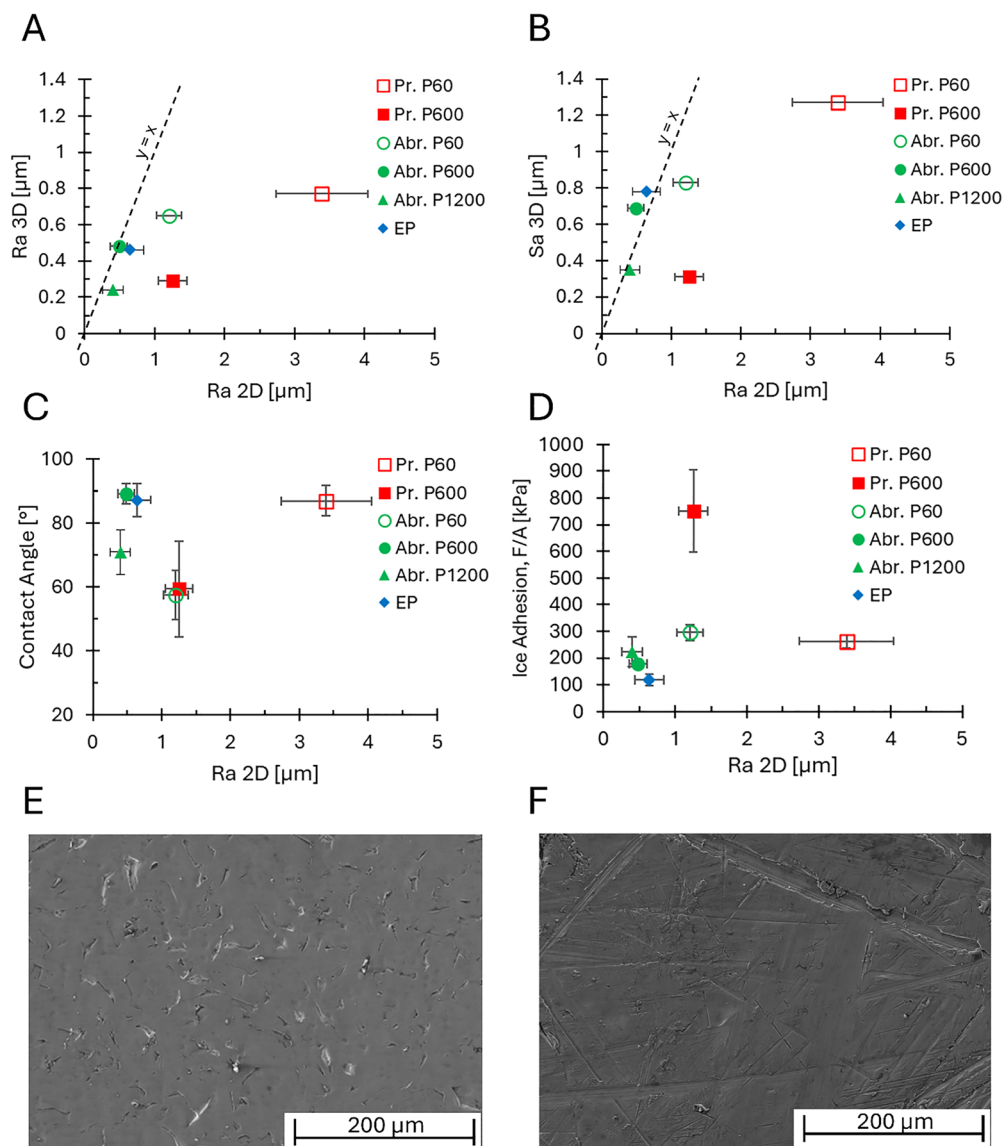 A
Ra 3D [µm]
1.4
1.2
1
0.8
0.6
0.4
0.2
0
y = x
Pr. P60
Pr. P600
Abr. P60
Abr. P600
Abr. P1200
EP
0 1 2 3 4 5
Ra 2D [µm]
B
Sa 3D [µm]
1.4
1.2
1
0.8
0.6
0.4
0.2
0
y = x
Pr. P60
Pr. P600
Abr. P60
Abr. P600
Abr. P1200
EP
0 1 2 3 4 5
Ra 2D [µm]
C
Contact Angle [°]
100
80
60
40
20
Pr. P60
Pr. P600
Abr. P60
Abr. P600
Abr. P1200
EP
0 1 2 3 4 5
Ra 2D [µm]
D
Ice Adhesion, F/A [kPa]
1000
900
800
700
600
500
400
300
200
100
0
Pr. P60
Pr. P600
Abr. P60
Abr. P600
Abr. P1200
EP
0 1 2 3 4 5
Ra 2D [µm]
E
200 µm
F
200 µm